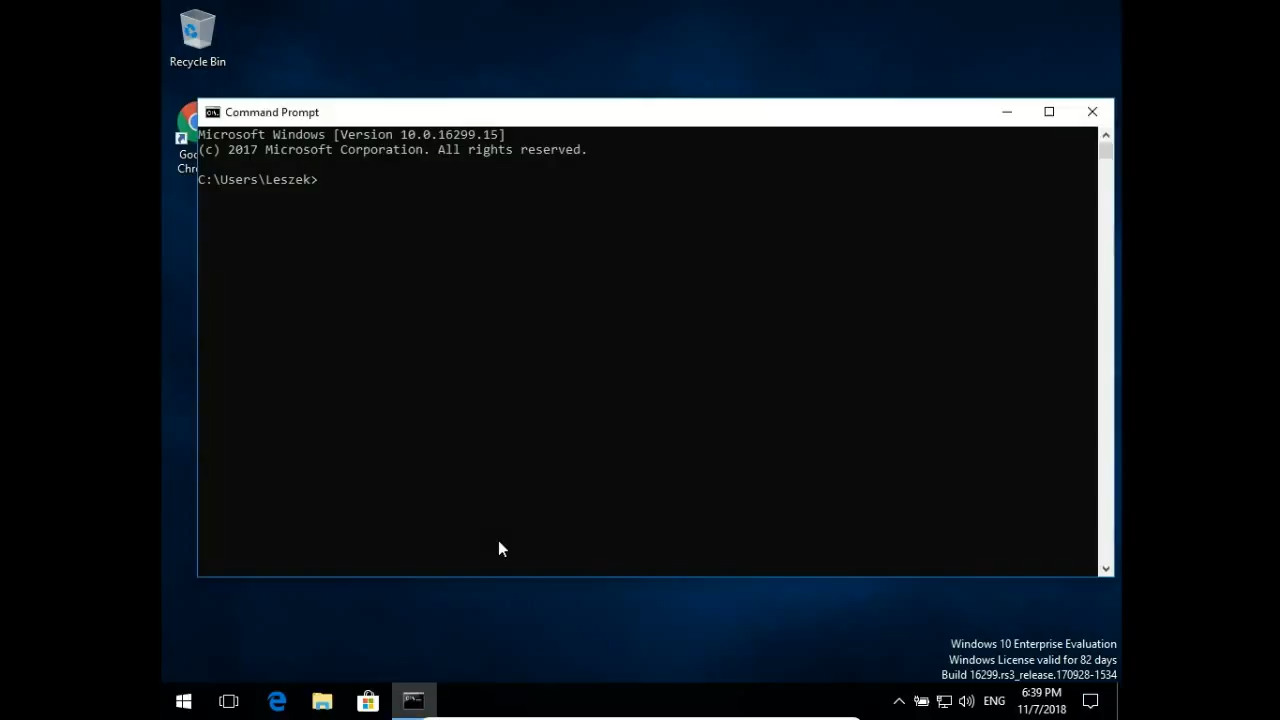 Recycle Bin
Command Prompt
Microsoft Windows [Version 10.0.16299.15]
(c) 2017 Microsoft Corporation. All rights reserved.
Goo
Chr
C:\Users\Leszek>
Windows 10 Enterprise Evaluation
Windows License valid for 82 days
Build 16299.rs3_release.170928-1534
ENG
6:39 PM
11/7/2018